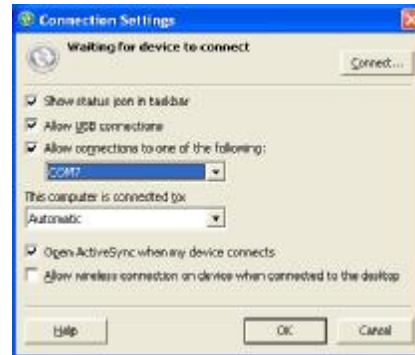 Connection Settings
Waiting for device to connect
Connect...
Show status icon in taskbar
Allow USB connections
Allow connections to one of the following:
COM7
This computer is connected to:
Automatic
Open ActiveSync when my device connects
Allow wireless connection on device when connected to the desktop
Help
OK
Cancel